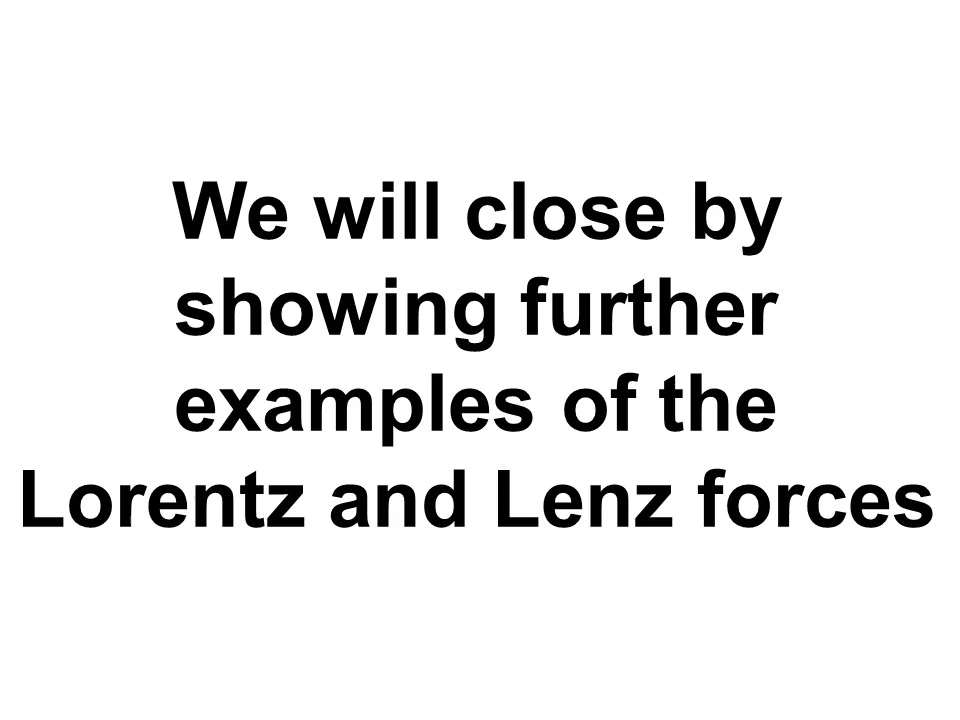 We will close by
showing further
examples of the
Lorentz and Lenz forces